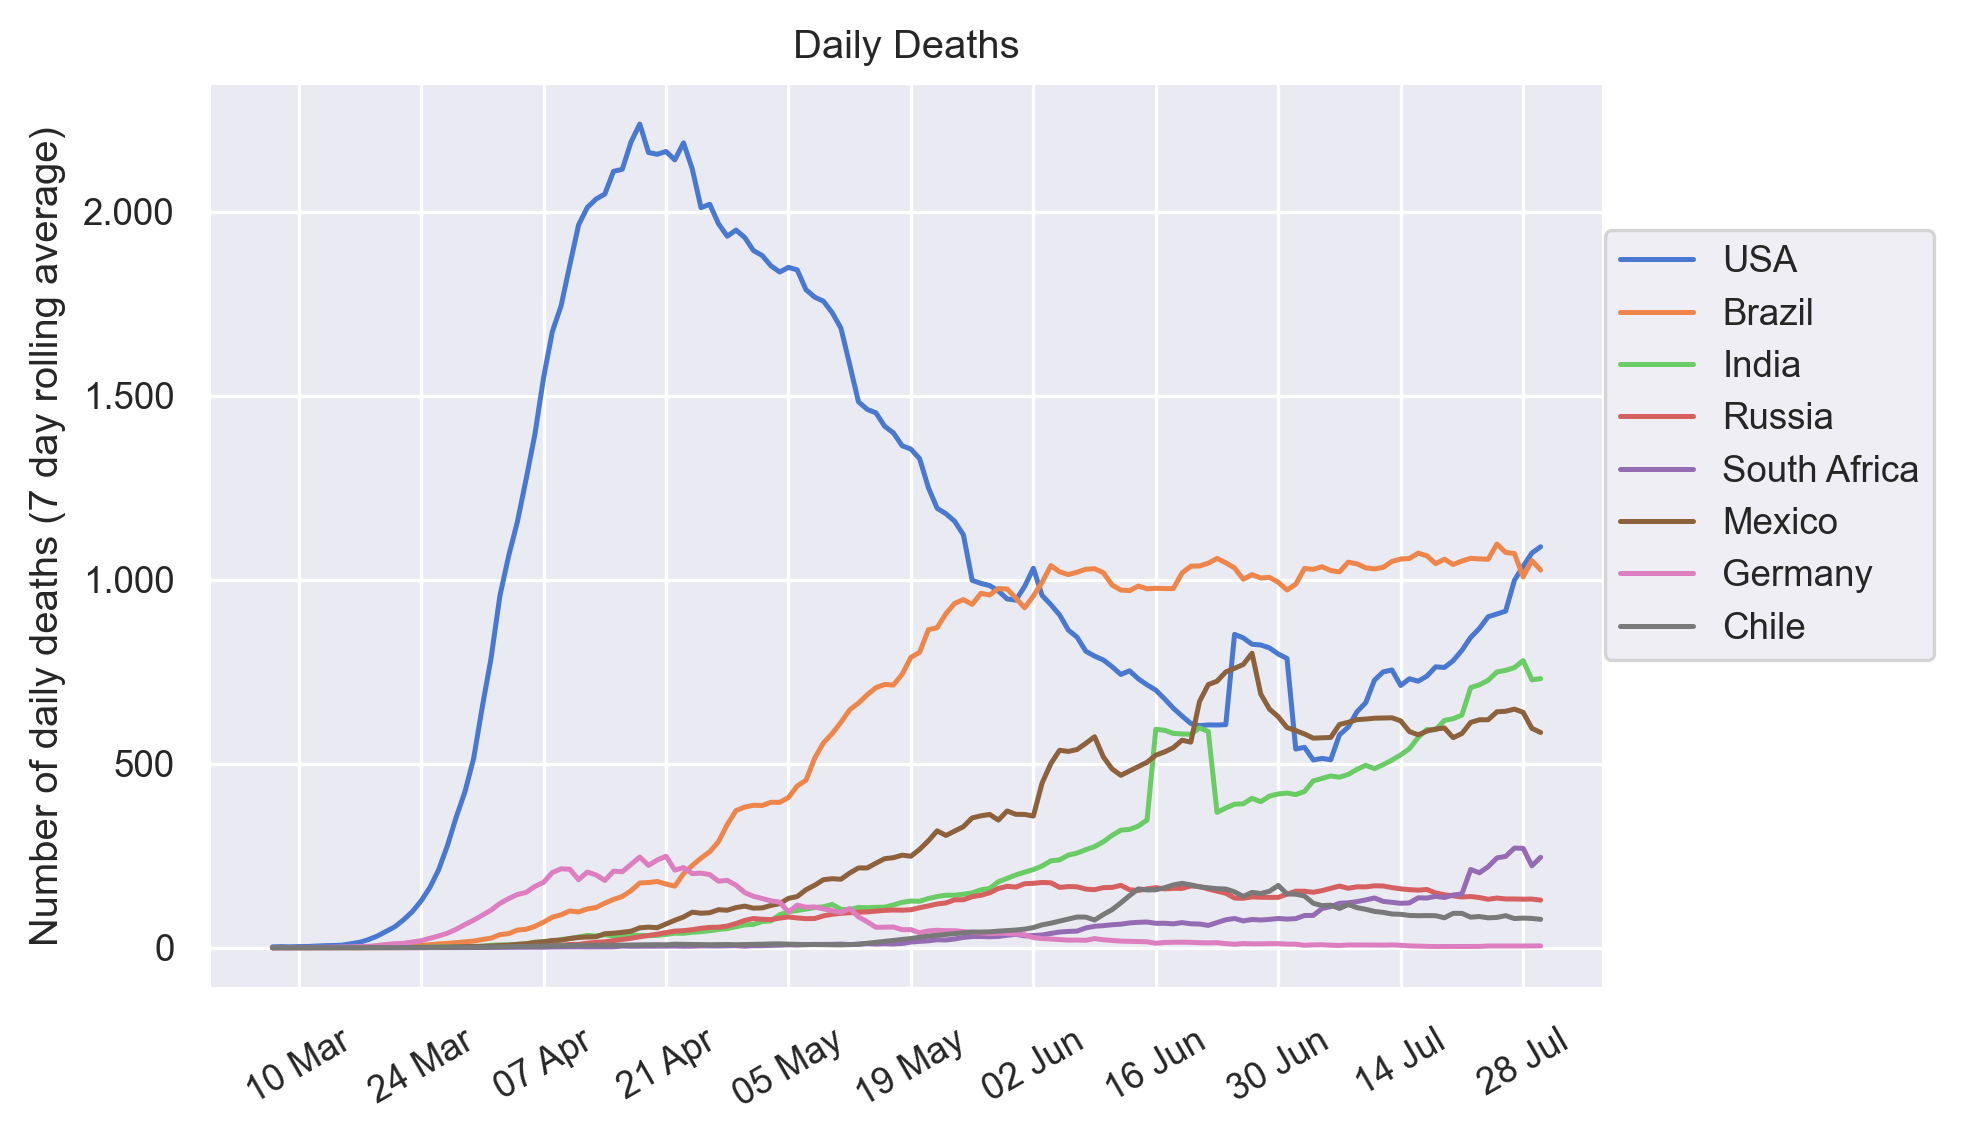 Daily Deaths
Number of daily deaths (7 day rolling average)
2.000
1.500
1.000
500
0
10 Mar
24 Mar
07 Apr
21 Apr
05 May
19 May
02 Jun
16 Jun
30 Jun
14 Jul
28 Jul
USA
Brazil
India
Russia
South Africa
Mexico
Germany
Chile